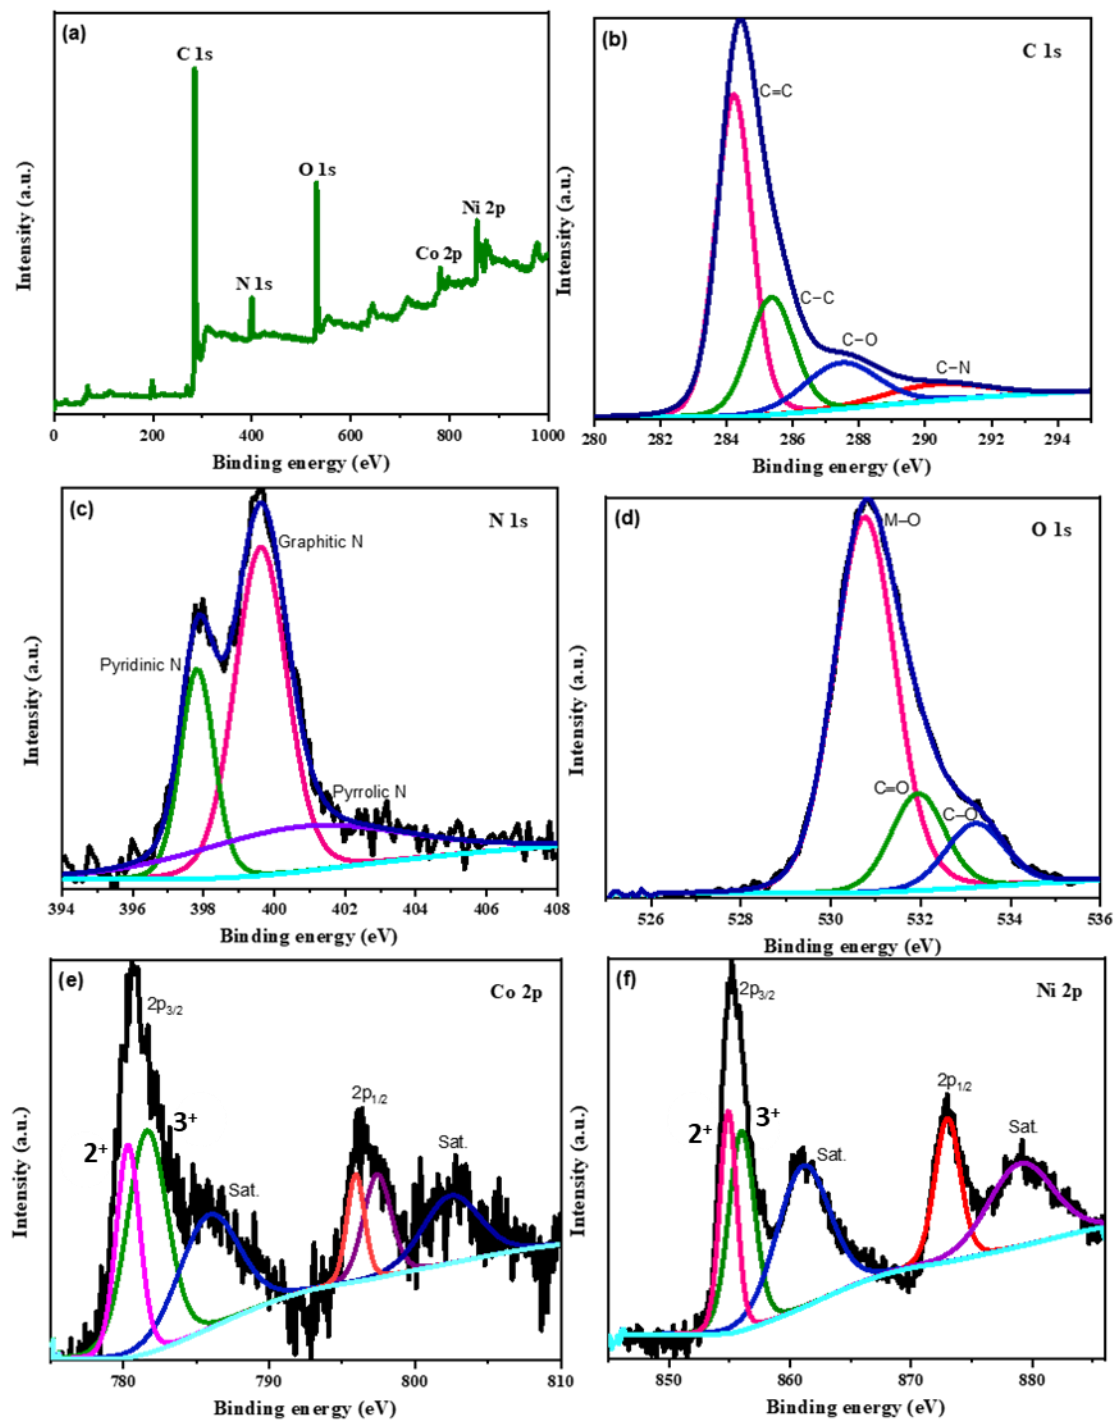 (a)
C 1s
O 1s
N 1s
Co 2p
Ni 2p
Intensity (a.u.)
0 200 400 600 800 1000
Binding energy (eV)
(b)
C 1s
C=C
C–C
C–O
C–N
Intensity (a.u.)
280 282 284 286 288 290 292 294
Binding energy (eV)
(c)
N 1s
Graphitic N
Pyridinic N
Pyrrolic N
Intensity (a.u.)
394 396 398 400 402 404 406 408
Binding energy (eV)
(d)
O 1s
M–O
C=O
C–O
Intensity (a.u.)
526 528 530 532 534 536
Binding energy (eV)
(e)
Co 2p
2p3/2
2+
3+
Sat.
2p1/2
Sat.
Intensity (a.u.)
780 790 800 810
Binding energy (eV)
(f)
Ni 2p
2p3/2
2+
3+
Sat.
2p1/2
Sat.
Intensity (a.u.)
850 860 870 880
Binding energy (eV)